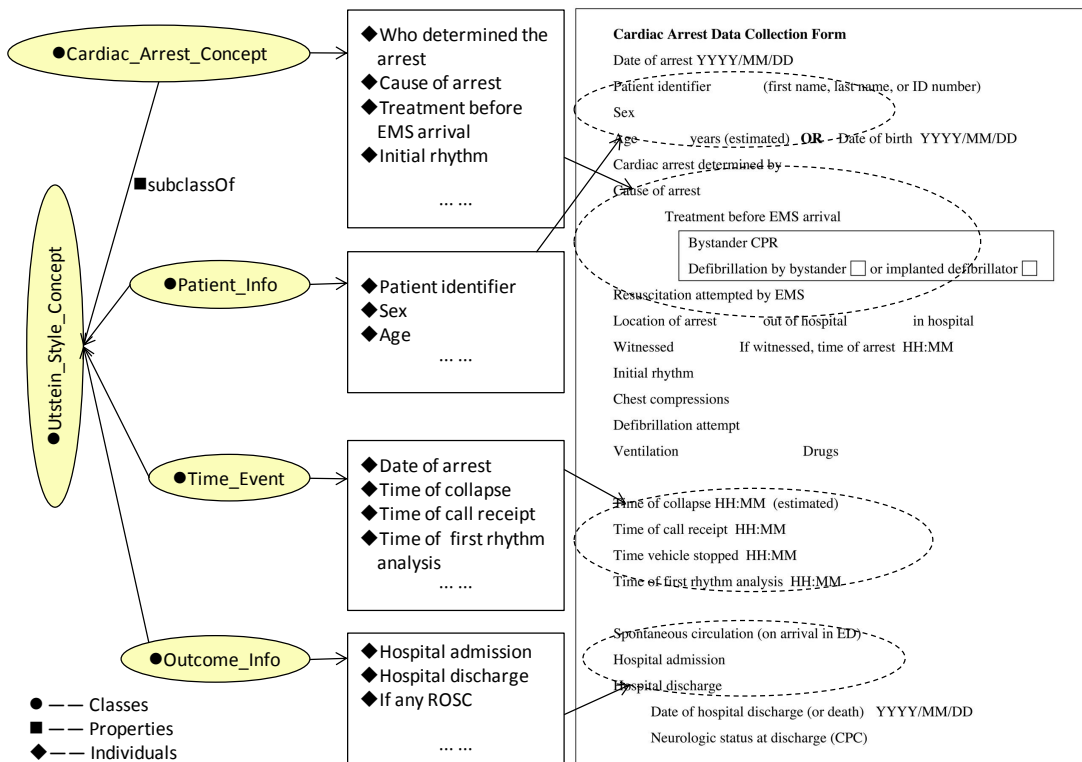 ●Cardiac_Arrest_Concept
■subclassOf
●Utstein_Style_Concept
●Patient_Info
●Time_Event
●Outcome_Info
●—— Classes
■—— Properties
◆—— Individuals
◆Who determined the
arrest
◆Cause of arrest
◆Treatment before
EMS arrival
◆Initial rhythm
... ...
◆Patient identifier
◆Sex
◆Age
... ...
◆Date of arrest
◆Time of collapse
◆Time of call receipt
◆Time of first rhythm
analysis
... ...
◆Hospital admission
◆Hospital discharge
◆If any ROSC
... ...
Cardiac Arrest Data Collection Form
Date of arrest YYYY/MM/DD
Patient identifier (first name, last name, or ID number)
Sex
Age years (estimated) OR Date of birth YYYY/MM/DD
Cardiac arrest determined by
Cause of arrest
Treatment before EMS arrival
Bystander CPR
Defibrillation by bystander □ or implanted defibrillator □
Resuscitation attempted by EMS
Location of arrest out of hospital in hospital
Witnessed If witnessed, time of arrest HH:MM
Initial rhythm
Chest compressions
Defibrillation attempt
Ventilation Drugs
Time of collapse HH:MM (estimated)
Time of call receipt HH:MM
Time vehicle stopped HH:MM
Time of first rhythm analysis HH:MM
Spontaneous circulation (on arrival in ED)
Hospital admission
Hospital discharge
Date of hospital discharge (or death) YYYY/MM/DD
Neurologic status at discharge (CPC)